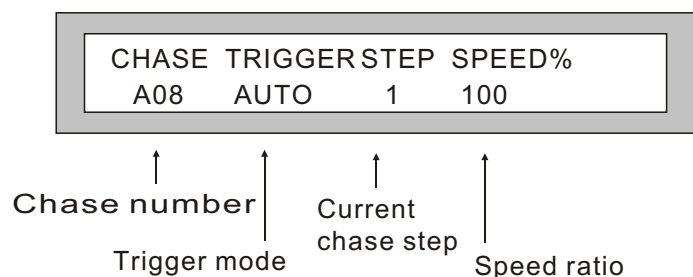 CHASE TRIGGER STEP SPEED%
A08 AUTO 1 100
Chase number
Trigger mode
Current
chase step
Speed ratio